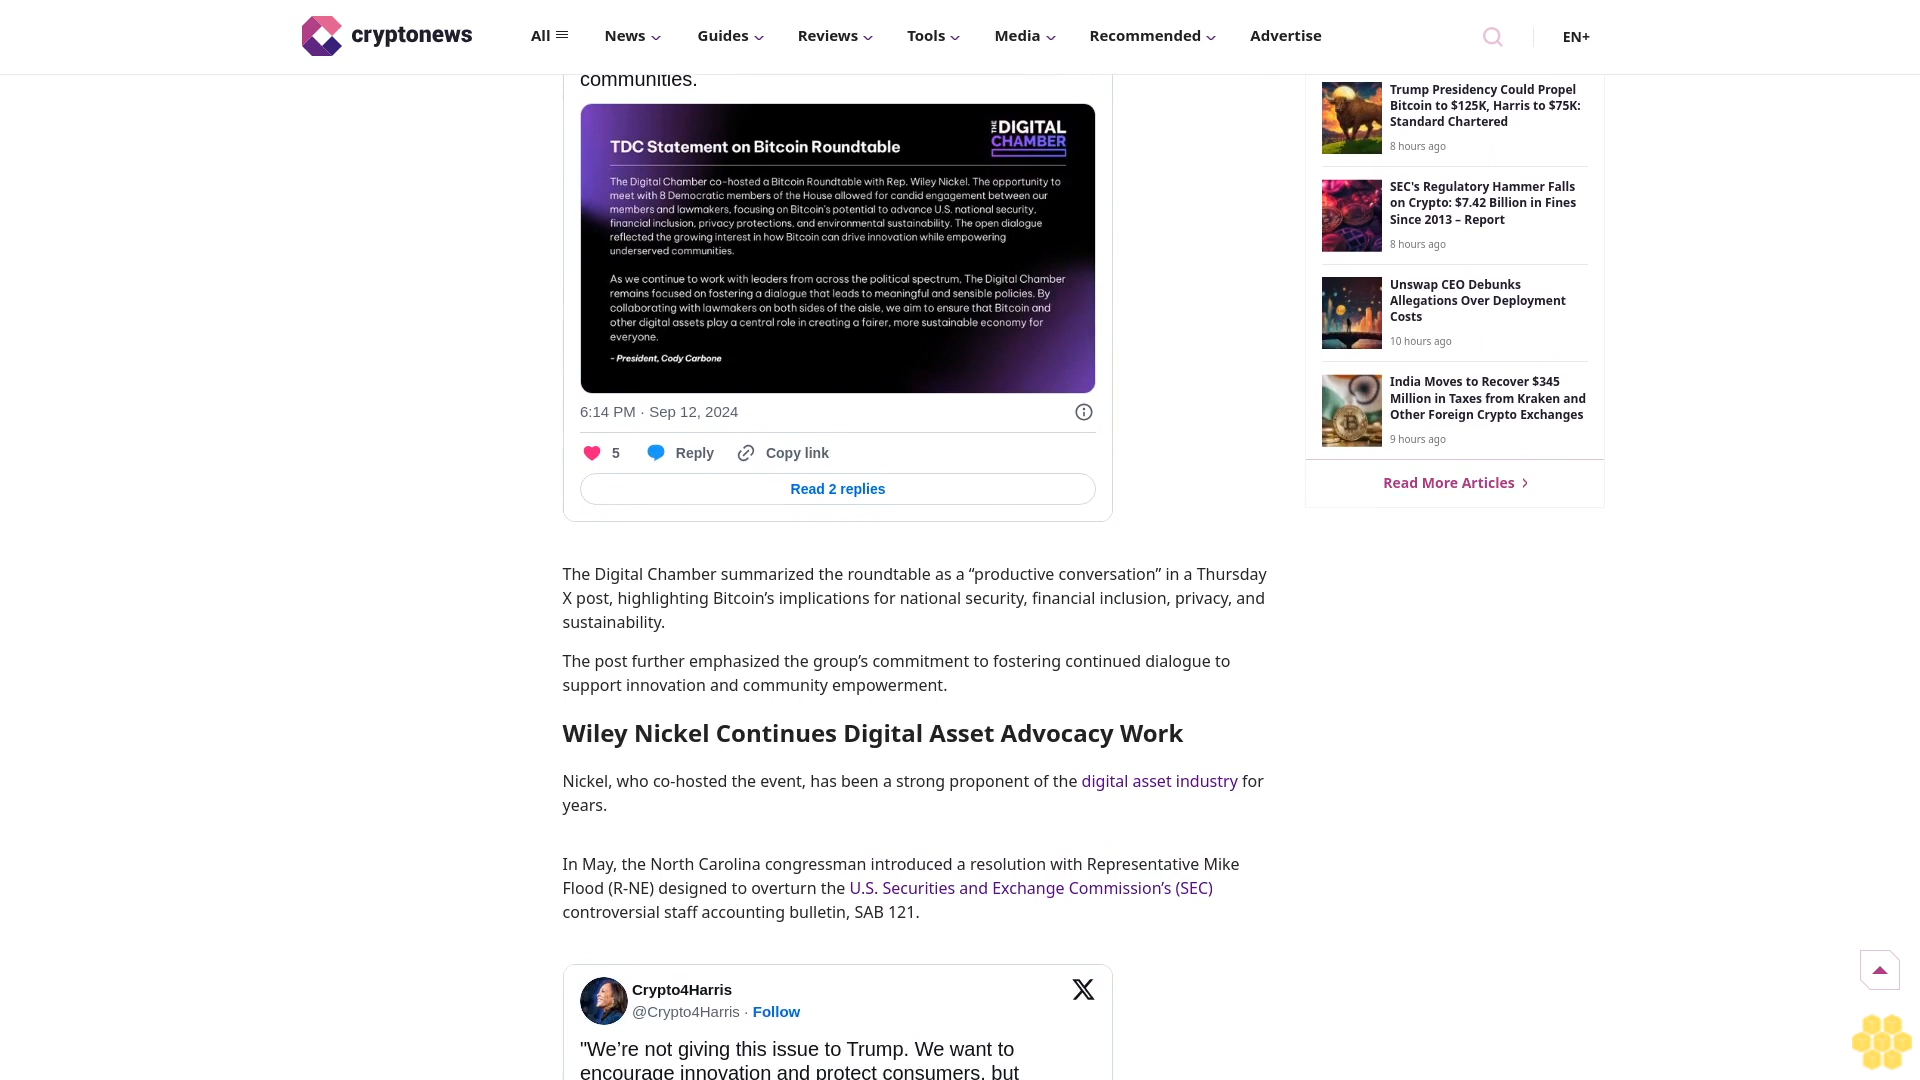 cryptonews
All
News
Guides
Reviews
Tools
Media
Recommended
Advertise
EN+
communities.
THE DIGITAL CHAMBER
TDC Statement on Bitcoin Roundtable
The Digital Chamber co-hosted a Bitcoin Roundtable with Rep. Wiley Nickel. The opportunity to
meet with 8 Democratic members of the House allowed for candid engagement between our
members and lawmakers, focusing on Bitcoin's potential to advance U.S. national security,
financial inclusion, privacy protections, and environmental sustainability. The open dialogue
reflected the growing interest in how Bitcoin can drive innovation while empowering
underserved communities.
As we continue to work with leaders from across the political spectrum, The Digital Chamber
remains focused on fostering a dialogue that leads to meaningful and sensible policies. By
collaborating with lawmakers on both sides of the aisle, we aim to ensure that Bitcoin and
other digital assets play a central role in creating a fairer, more sustainable economy for
everyone.
– President, Cody Carbone
6:14 PM · Sep 12, 2024
5
Reply
Copy link
Read 2 replies
The Digital Chamber summarized the roundtable as a “productive conversation” in a Thursday
X post, highlighting Bitcoin’s implications for national security, financial inclusion, privacy, and
sustainability.
The post further emphasized the group’s commitment to fostering continued dialogue to
support innovation and community empowerment.
Wiley Nickel Continues Digital Asset Advocacy Work
Nickel, who co-hosted the event, has been a strong proponent of the digital asset industry for
years.
In May, the North Carolina congressman introduced a resolution with Representative Mike
Flood (R-NE) designed to overturn the U.S. Securities and Exchange Commission’s (SEC)
controversial staff accounting bulletin, SAB 121.
Crypto4Harris
@Crypto4Harris · Follow
"We’re not giving this issue to Trump. We want to
encourage innovation and protect consumers, but
Trump Presidency Could Propel
Bitcoin to $125K, Harris to $75K:
Standard Chartered
8 hours ago
SEC's Regulatory Hammer Falls
on Crypto: $7.42 Billion in Fines
Since 2013 – Report
8 hours ago
Unswap CEO Debunks
Allegations Over Deployment
Costs
10 hours ago
India Moves to Recover $345
Million in Taxes from Kraken and
Other Foreign Crypto Exchanges
9 hours ago
Read More Articles